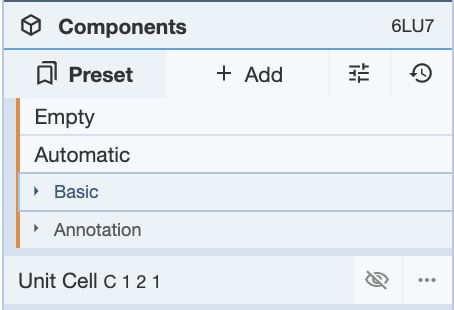 Components 6LU7
Preset + Add
Empty
Automatic
Basic
Annotation
Unit Cell C 1 2 1